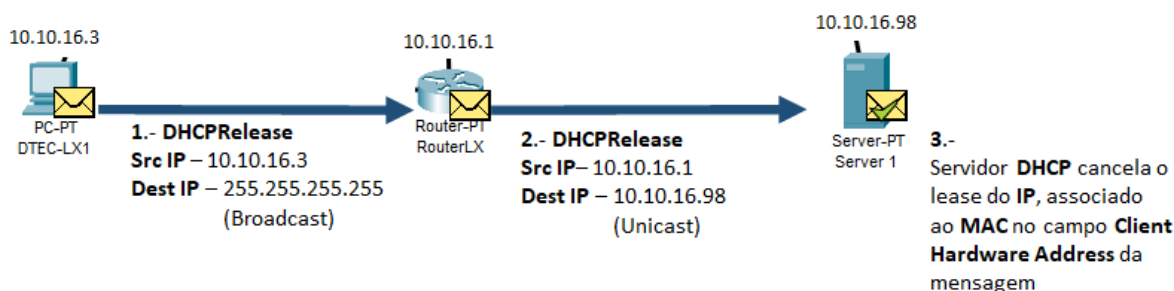 10.10.16.3
PC-PT
DTEC-LX1
1.- DHCPRelease
Src IP – 10.10.16.3
Dest IP – 255.255.255.255
(Broadcast)
10.10.16.1
Router-PT
RouterLX
2.- DHCPRelease
Src IP– 10.10.16.1
Dest IP – 10.10.16.98
(Unicast)
10.10.16.98
Server-PT
Server 1
3.-
Servidor DHCP cancela o
lease do IP, associado
ao MAC no campo Client
Hardware Address da
mensagem